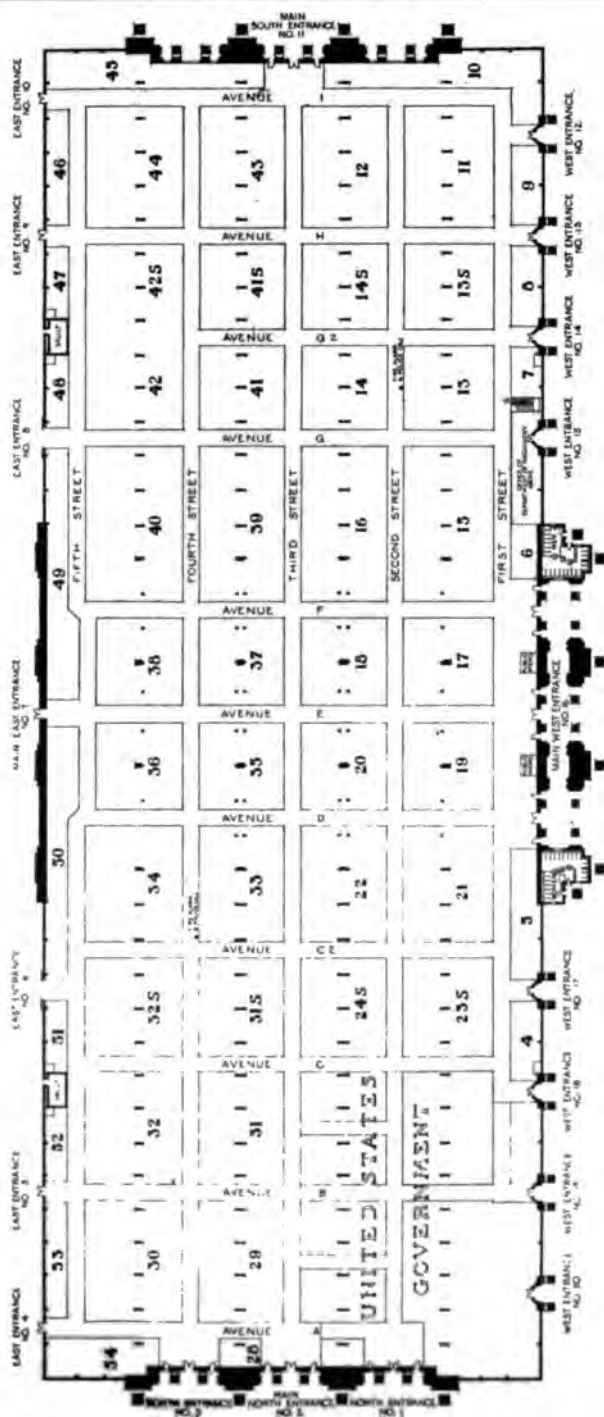 MAIN
SOUTH ENTRANCE
NO. 11
45
10
EAST ENTRANCE
NO. 10
AVENUE I
WEST ENTRANCE
NO. 12
46
44
43
12
11
9
EAST ENTRANCE
WEST ENTRANCE
NO. 13
AVENUE H
47
42S
41S
14S
13S
8
AVENUE G 2
WEST ENTRANCE
NO. 14
48
42
41
14
13
7
EAST ENTRANCE
AVENUE G
WEST ENTRANCE
NO. 15
49
FIFTH STREET
40
FOURTH STREET
39
THIRD STREET
16
SECOND STREET
15
FIRST STREET
6
AVENUE F
38
37
18
17
MAIN EAST ENTRANCE
AVENUE E
MAIN WEST ENTRANCE
NO. 16
36
35
20
19
AVENUE D
50
34
33
22
21
5
EAST ENTRANCE
AVENUE C 2
WEST ENTRANCE
NO. 17
51
32S
31S
24S
23S
4
AVENUE C
WEST ENTRANCE
NO. 18
52
32
31
UNITED STATES
GOVERNMENT
EAST ENTRANCE
AVENUE B
WEST ENTRANCE
53
30
29
WEST ENTRANCE
NO. 20
EAST ENTRANCE
NO. 4
AVENUE A
54
28
NORTH ENTRANCE
NO. 3
MAIN
NORTH ENTRANCE
NO. 2
NORTH ENTRANCE
NO. 1